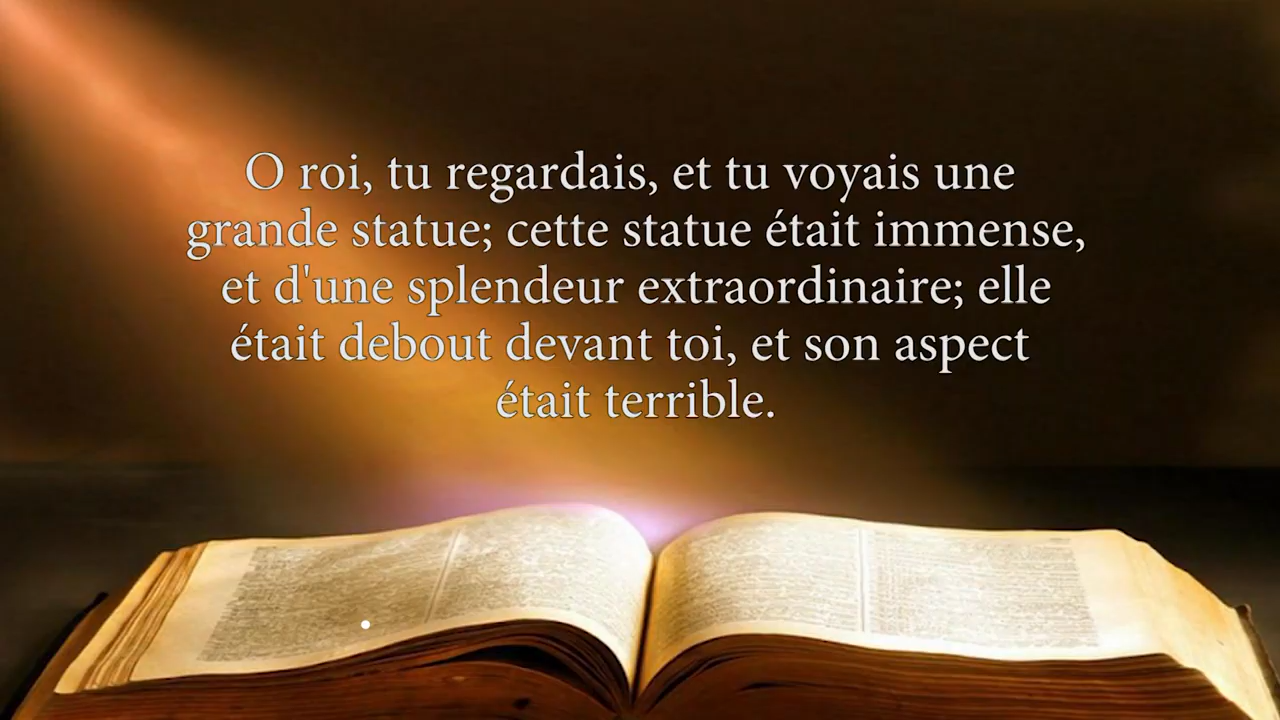 O roi, tu regardais, et tu voyais une
grande statue; cette statue était immense,
et d'une splendeur extraordinaire; elle
était debout devant toi, et son aspect
était terrible.